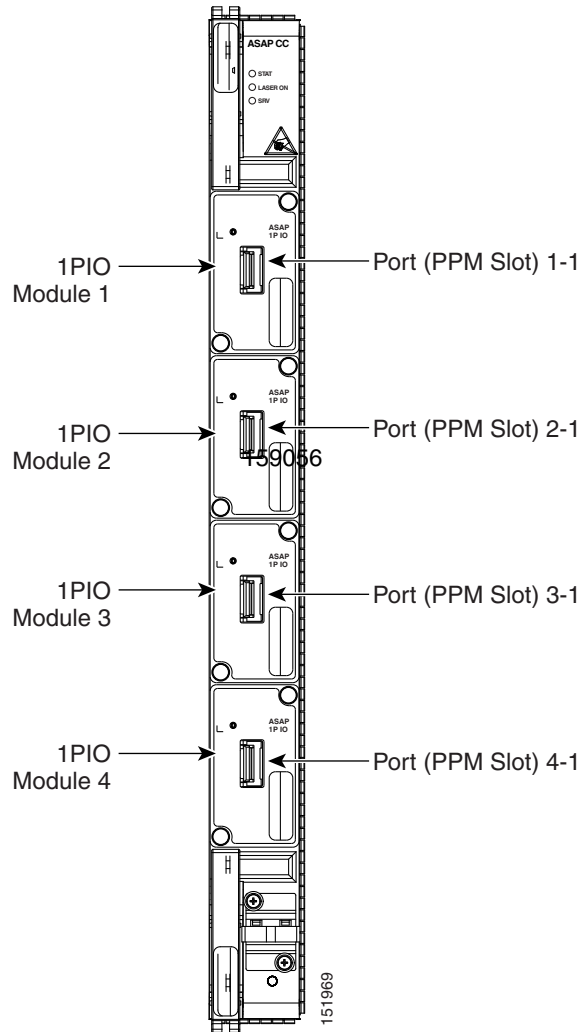 ASAP CC
STAT
LASER ON
SRV
ASAP
1P IO
1PIO
Module 1
Port (PPM Slot) 1-1
ASAP
1P IO
1PIO
Module 2
Port (PPM Slot) 2-1
159056
ASAP
1P IO
1PIO
Module 3
Port (PPM Slot) 3-1
ASAP
1P IO
1PIO
Module 4
Port (PPM Slot) 4-1
151969